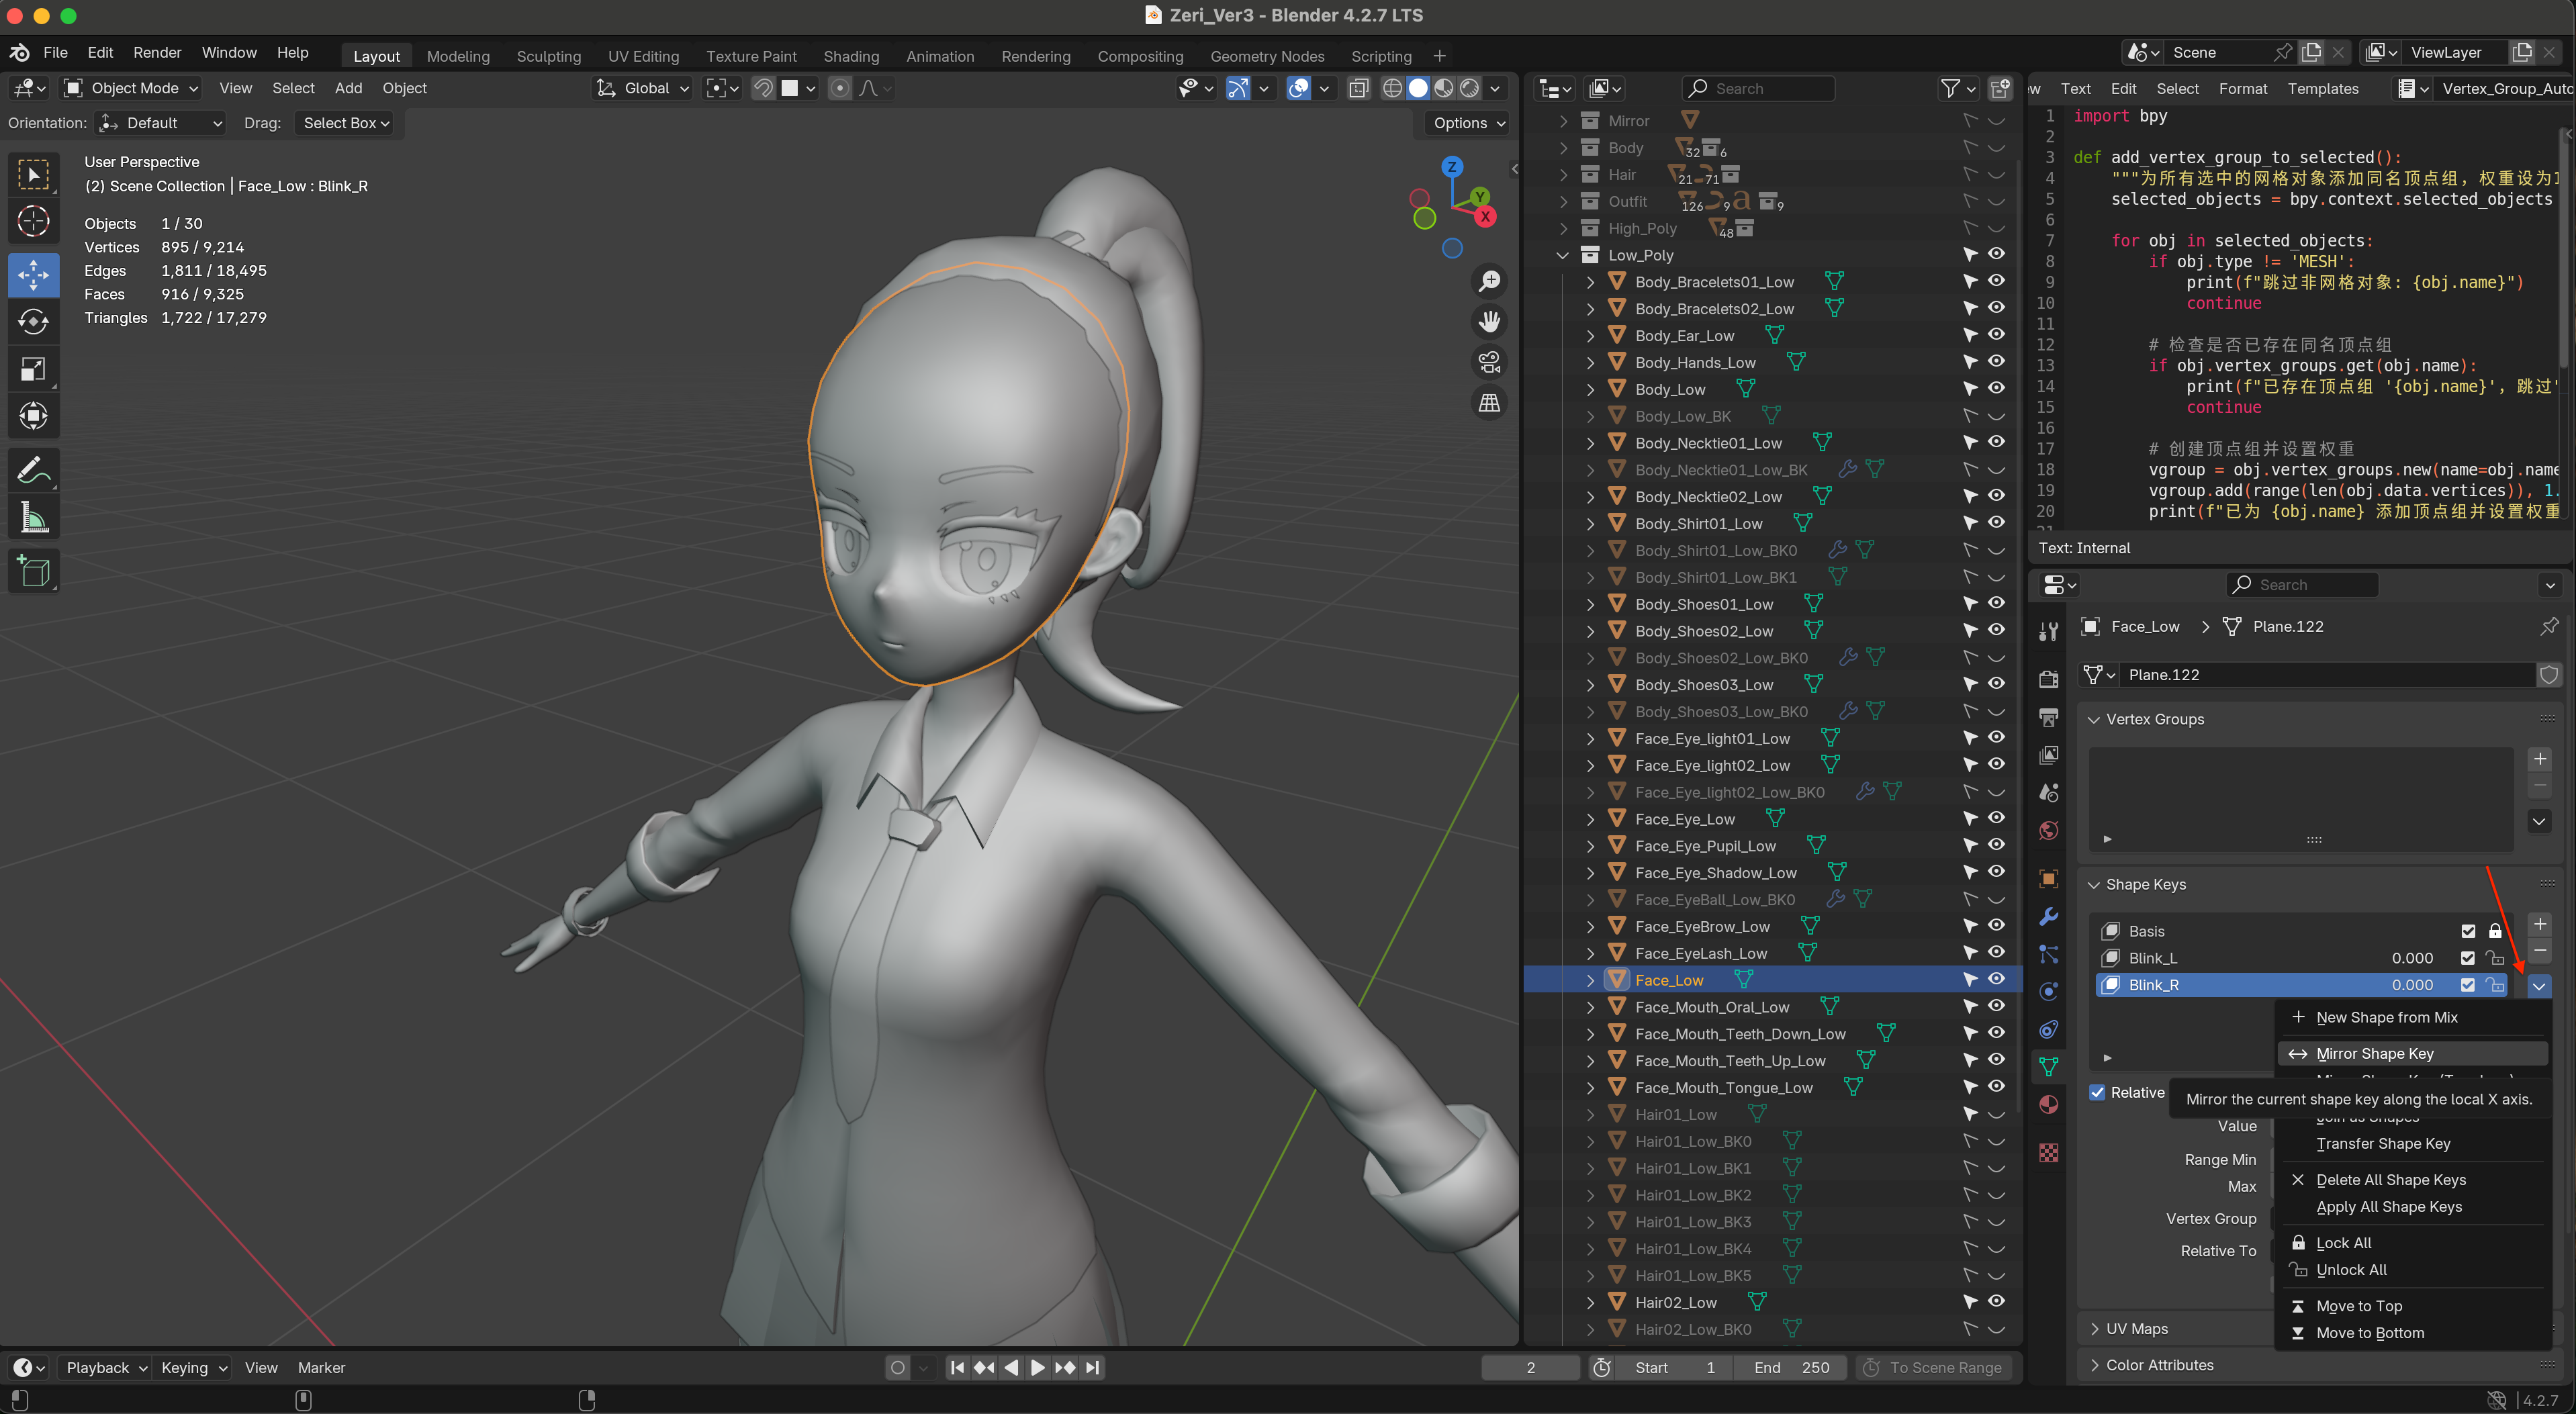 Zeri_Ver3 - Blender 4.2.7 LTS
File Edit Render Window Help
Layout Modeling Sculpting UV Editing Texture Paint Shading Animation Rendering Compositing Geometry Nodes Scripting +
Scene
ViewLayer
Object Mode View Select Add Object
Global
Orientation: Default Drag: Select Box
Options
User Perspective
(2) Scene Collection | Face_Low : Blink_R
Objects 1 / 30
Vertices 895 / 9,214
Edges 1,811 / 18,495
Faces 916 / 9,325
Triangles 1,722 / 17,279
Z
Y
X
Search
Mirror
Body 32 6
Hair 21 71
Outfit 126 9 a 9
High_Poly 48
Low_Poly
Body_Bracelets01_Low
Body_Bracelets02_Low
Body_Ear_Low
Body_Hands_Low
Body_Low
Body_Low_BK
Body_Necktie01_Low
Body_Necktie01_Low_BK
Body_Necktie02_Low
Body_Shirt01_Low
Body_Shirt01_Low_BK0
Body_Shirt01_Low_BK1
Body_Shoes01_Low
Body_Shoes02_Low
Body_Shoes02_Low_BK0
Body_Shoes03_Low
Body_Shoes03_Low_BK0
Face_Eye_light01_Low
Face_Eye_light02_Low
Face_Eye_light02_Low_BK0
Face_Eye_Low
Face_Eye_Pupil_Low
Face_Eye_Shadow_Low
Face_EyeBall_Low_BK0
Face_EyeBrow_Low
Face_EyeLash_Low
Face_Low
Face_Mouth_Oral_Low
Face_Mouth_Teeth_Down_Low
Face_Mouth_Teeth_Up_Low
Face_Mouth_Tongue_Low
Hair01_Low
Hair01_Low_BK0
Hair01_Low_BK1
Hair01_Low_BK2
Hair01_Low_BK3
Hair01_Low_BK4
Hair01_Low_BK5
Hair02_Low
Hair02_Low_BK0
Text Edit Select Format Templates Vertex_Group_Auto
1 import bpy
2
3 def add_vertex_group_to_selected():
4 """为所有选中的网格对象添加同名顶点组，权重设为1
5 selected_objects = bpy.context.selected_objects
6
7 for obj in selected_objects:
8 if obj.type != 'MESH':
9 print(f"跳过非网格对象: {obj.name}")
10 continue
11
12 # 检查是否已存在同名顶点组
13 if obj.vertex_groups.get(obj.name):
14 print(f"已存在顶点组 '{obj.name}'，跳过"
15 continue
16
17 # 创建顶点组并设置权重
18 vgroup = obj.vertex_groups.new(name=obj.name
19 vgroup.add(range(len(obj.data.vertices)), 1.
20 print(f"已为 {obj.name} 添加顶点组并设置权重
Text: Internal
Search
Face_Low > Plane.122
Plane.122
Vertex Groups
Shape Keys
Basis
Blink_L 0.000
Blink_R 0.000
New Shape from Mix
Mirror Shape Key
Relative
Mirror the current shape key along the local X axis.
Value
Transfer Shape Key
Range Min
Delete All Shape Keys
Max
Apply All Shape Keys
Vertex Group
Lock All
Relative To
Unlock All
Move to Top
UV Maps
Move to Bottom
Color Attributes
Playback Keying View Marker
2 Start 1 End 250 To Scene Range
4.2.7